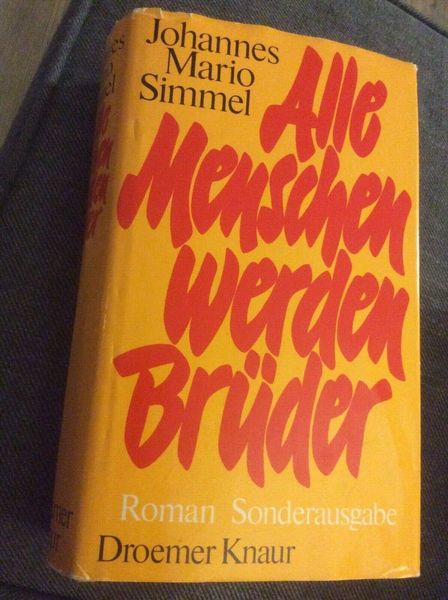 Johannes
Mario
Simmel
Alle
Menschen
werden
Brüder
Roman Sonderausgabe
Droemer Knaur